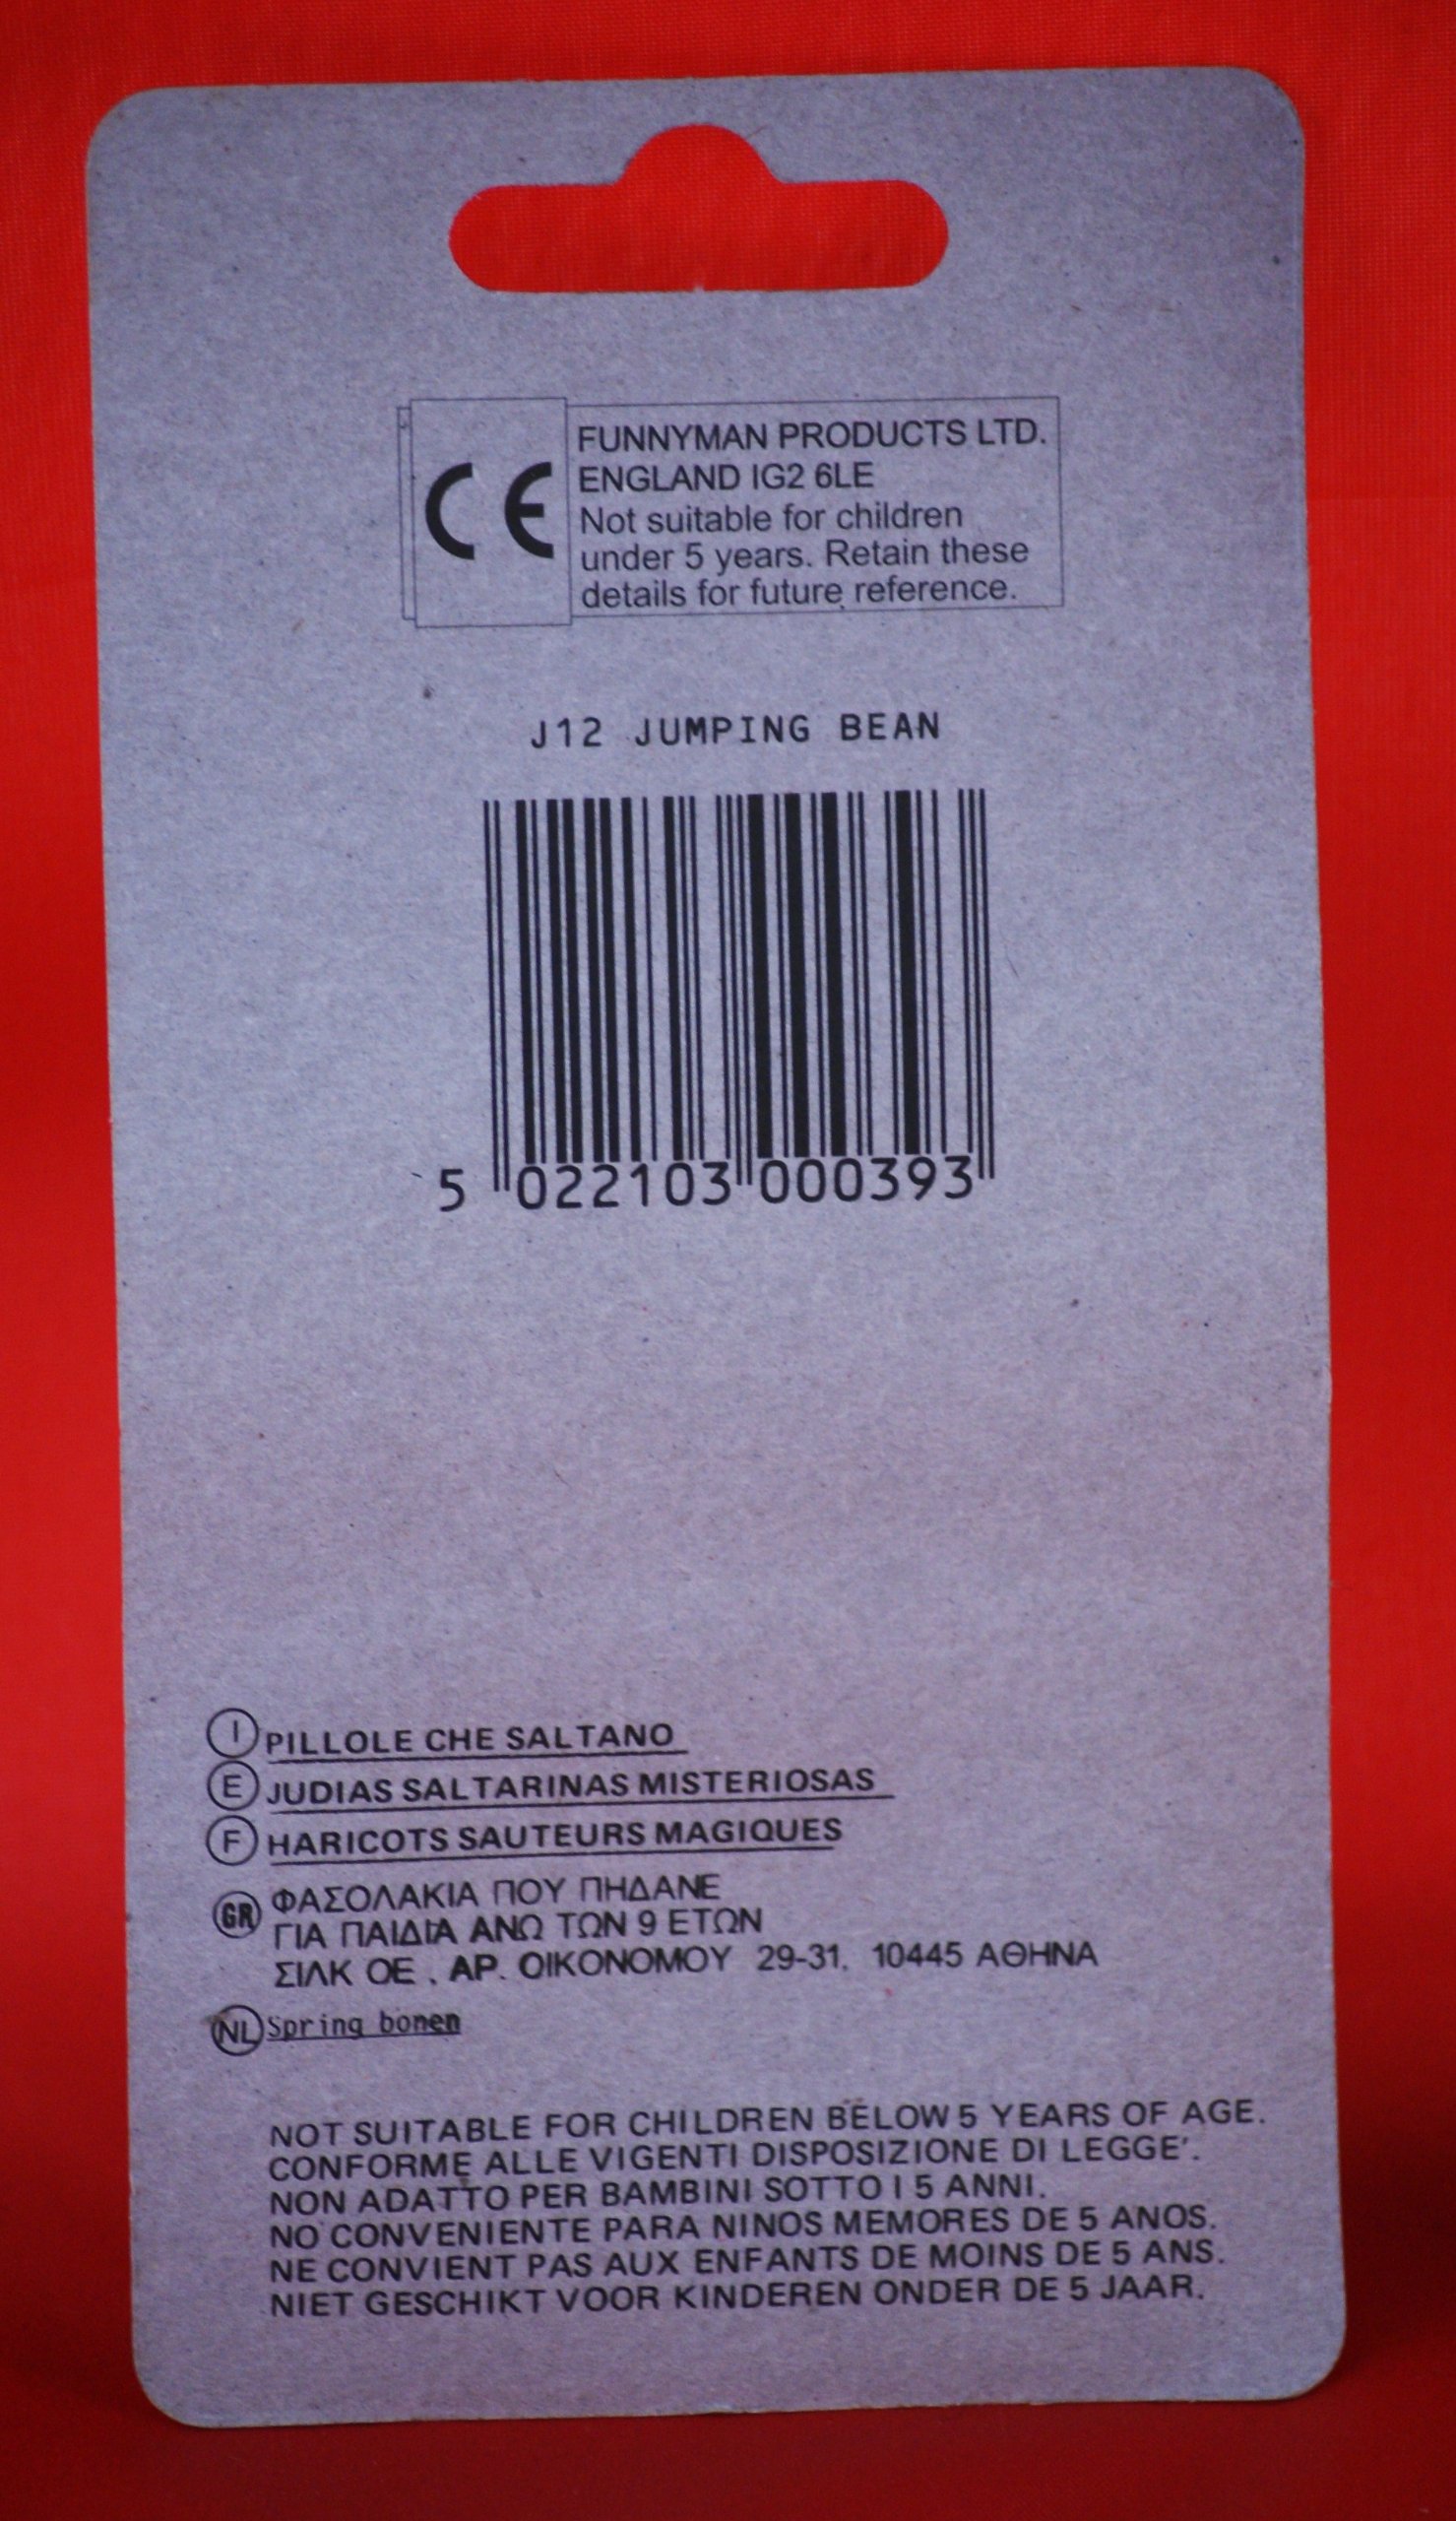 CE
FUNNYMAN PRODUCTS LTD.
ENGLAND IG2 6LE
Not suitable for children
under 5 years. Retain these
details for future reference.
J12 JUMPING BEAN
5 022103 000393
I PILLOLE CHE SALTANO
E JUDIAS SALTARINAS MISTERIOSAS
F HARICOTS SAUTEURS MAGIQUES
GR ΦΑΣΟΛΑΚΙΑ ΠΟΥ ΠΗΔΑΝΕ
ΓΙΑ ΠΑΙΔΙΑ ΑΝΩ ΤΩΝ 9 ΕΤΩΝ
ΣΙΛΚ ΟΕ . ΑΡ. ΟΙΚΟΝΟΜΟΥ 29-31. 10445 ΑΘΗΝΑ
NL Spring bonen
NOT SUITABLE FOR CHILDREN BELOW 5 YEARS OF AGE.
CONFORME ALLE VIGENTI DISPOSIZIONE DI LEGGE'.
NON ADATTO PER BAMBINI SOTTO I 5 ANNI.
NO CONVENIENTE PARA NINOS MEMORES DE 5 ANOS.
NE CONVIENT PAS AUX ENFANTS DE MOINS DE 5 ANS.
NIET GESCHIKT VOOR KINDEREN ONDER DE 5 JAAR.